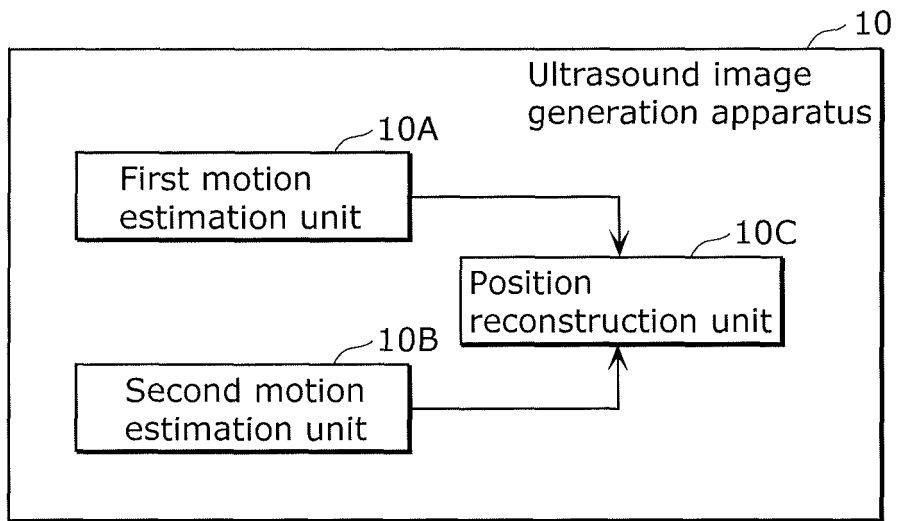 10
Ultrasound image
generation apparatus
10A
First motion
estimation unit
10C
Position
reconstruction unit
10B
Second motion
estimation unit